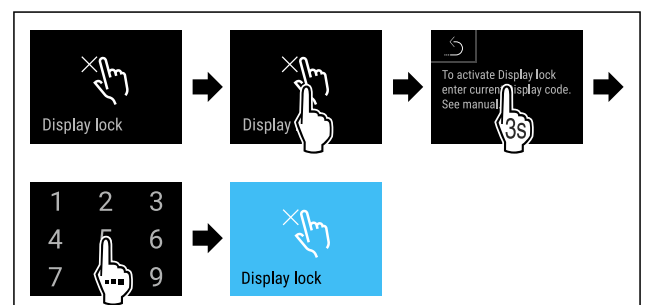 Display lock
Display
To activate Display lock
enter current display code.
See manual
3s
1 2 3
4 5 6
7 9
Display lock